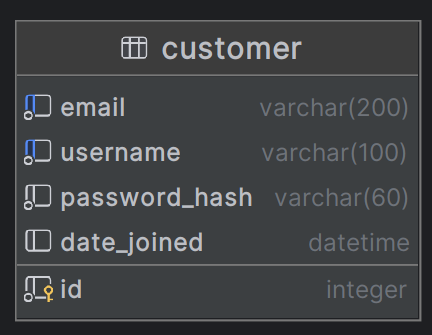 customer
email varchar(200)
username varchar(100)
password_hash varchar(60)
date_joined datetime
id integer